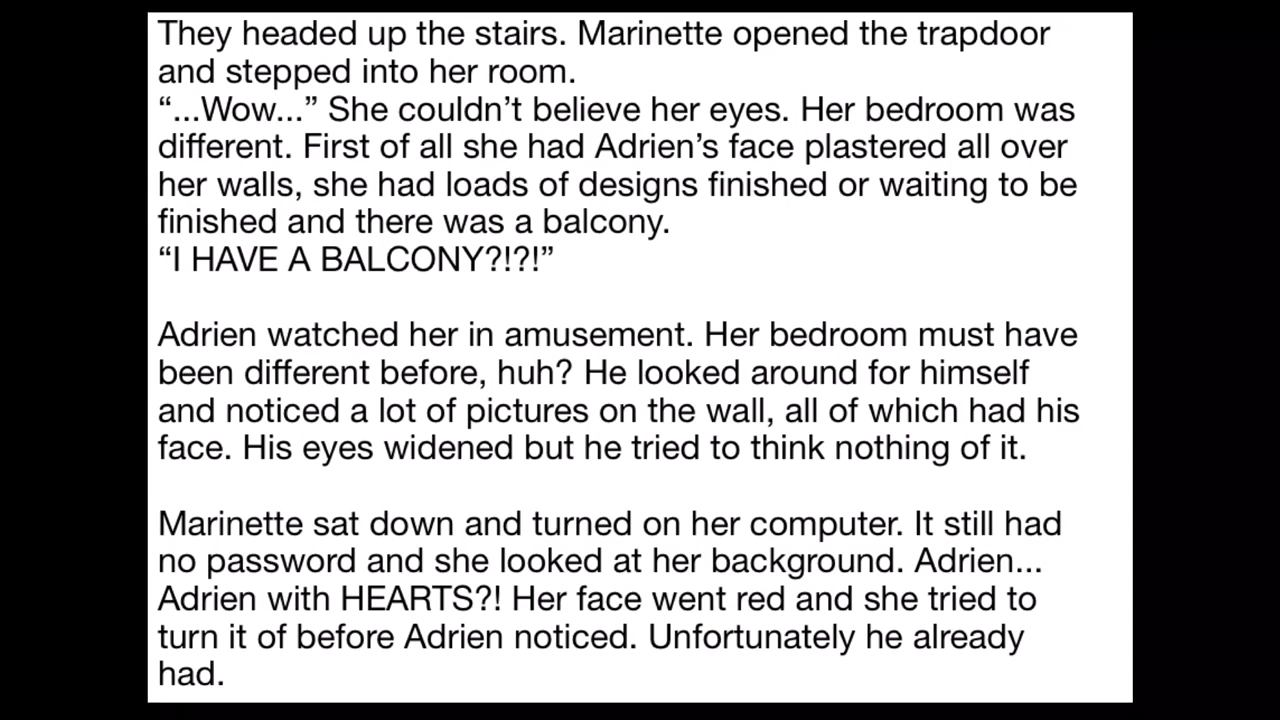 They headed up the stairs. Marinette opened the trapdoor
and stepped into her room.
“...Wow...” She couldn’t believe her eyes. Her bedroom was
different. First of all she had Adrien’s face plastered all over
her walls, she had loads of designs finished or waiting to be
finished and there was a balcony.
“I HAVE A BALCONY?!?!”

Adrien watched her in amusement. Her bedroom must have
been different before, huh? He looked around for himself
and noticed a lot of pictures on the wall, all of which had his
face. His eyes widened but he tried to think nothing of it.

Marinette sat down and turned on her computer. It still had
no password and she looked at her background. Adrien...
Adrien with HEARTS?! Her face went red and she tried to
turn it of before Adrien noticed. Unfortunately he already
had.